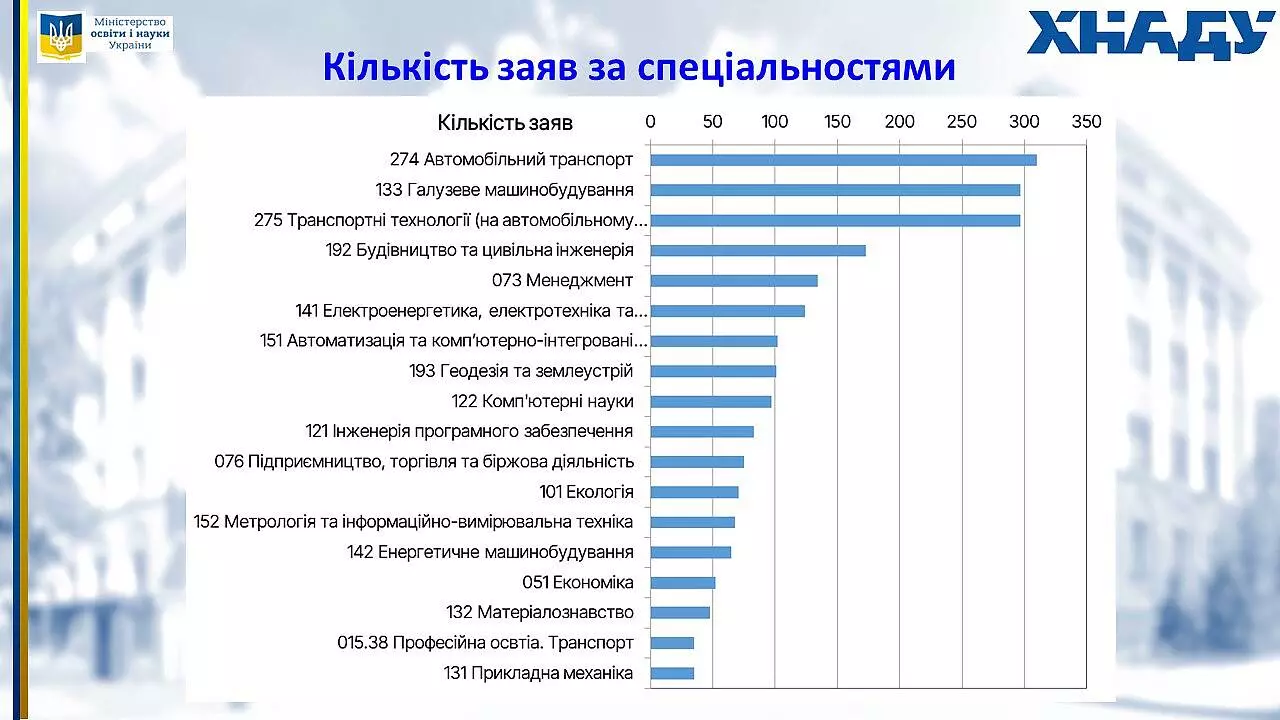 Міністерство
освіти і науки
України
ХНАДУ
Кількість заяв за спеціальностями
Кількість заяв
0 50 100 150 200 250 300 350
274 Автомобільний транспорт
133 Галузеве машинобудування
275 Транспортні технології (на автомобільному...
192 Будівництво та цивільна інженерія
073 Менеджмент
141 Електроенергетика, електротехніка та...
151 Автоматизація та комп’ютерно-інтегровані...
193 Геодезія та землеустрій
122 Комп'ютерні науки
121 Інженерія програмного забезпечення
076 Підприємництво, торгівля та біржова діяльність
101 Екологія
152 Метрологія та інформаційно-вимірювальна техніка
142 Енергетичне машинобудування
051 Економіка
132 Матеріалознавство
015.38 Професійна освтіа. Транспорт
131 Прикладна механіка